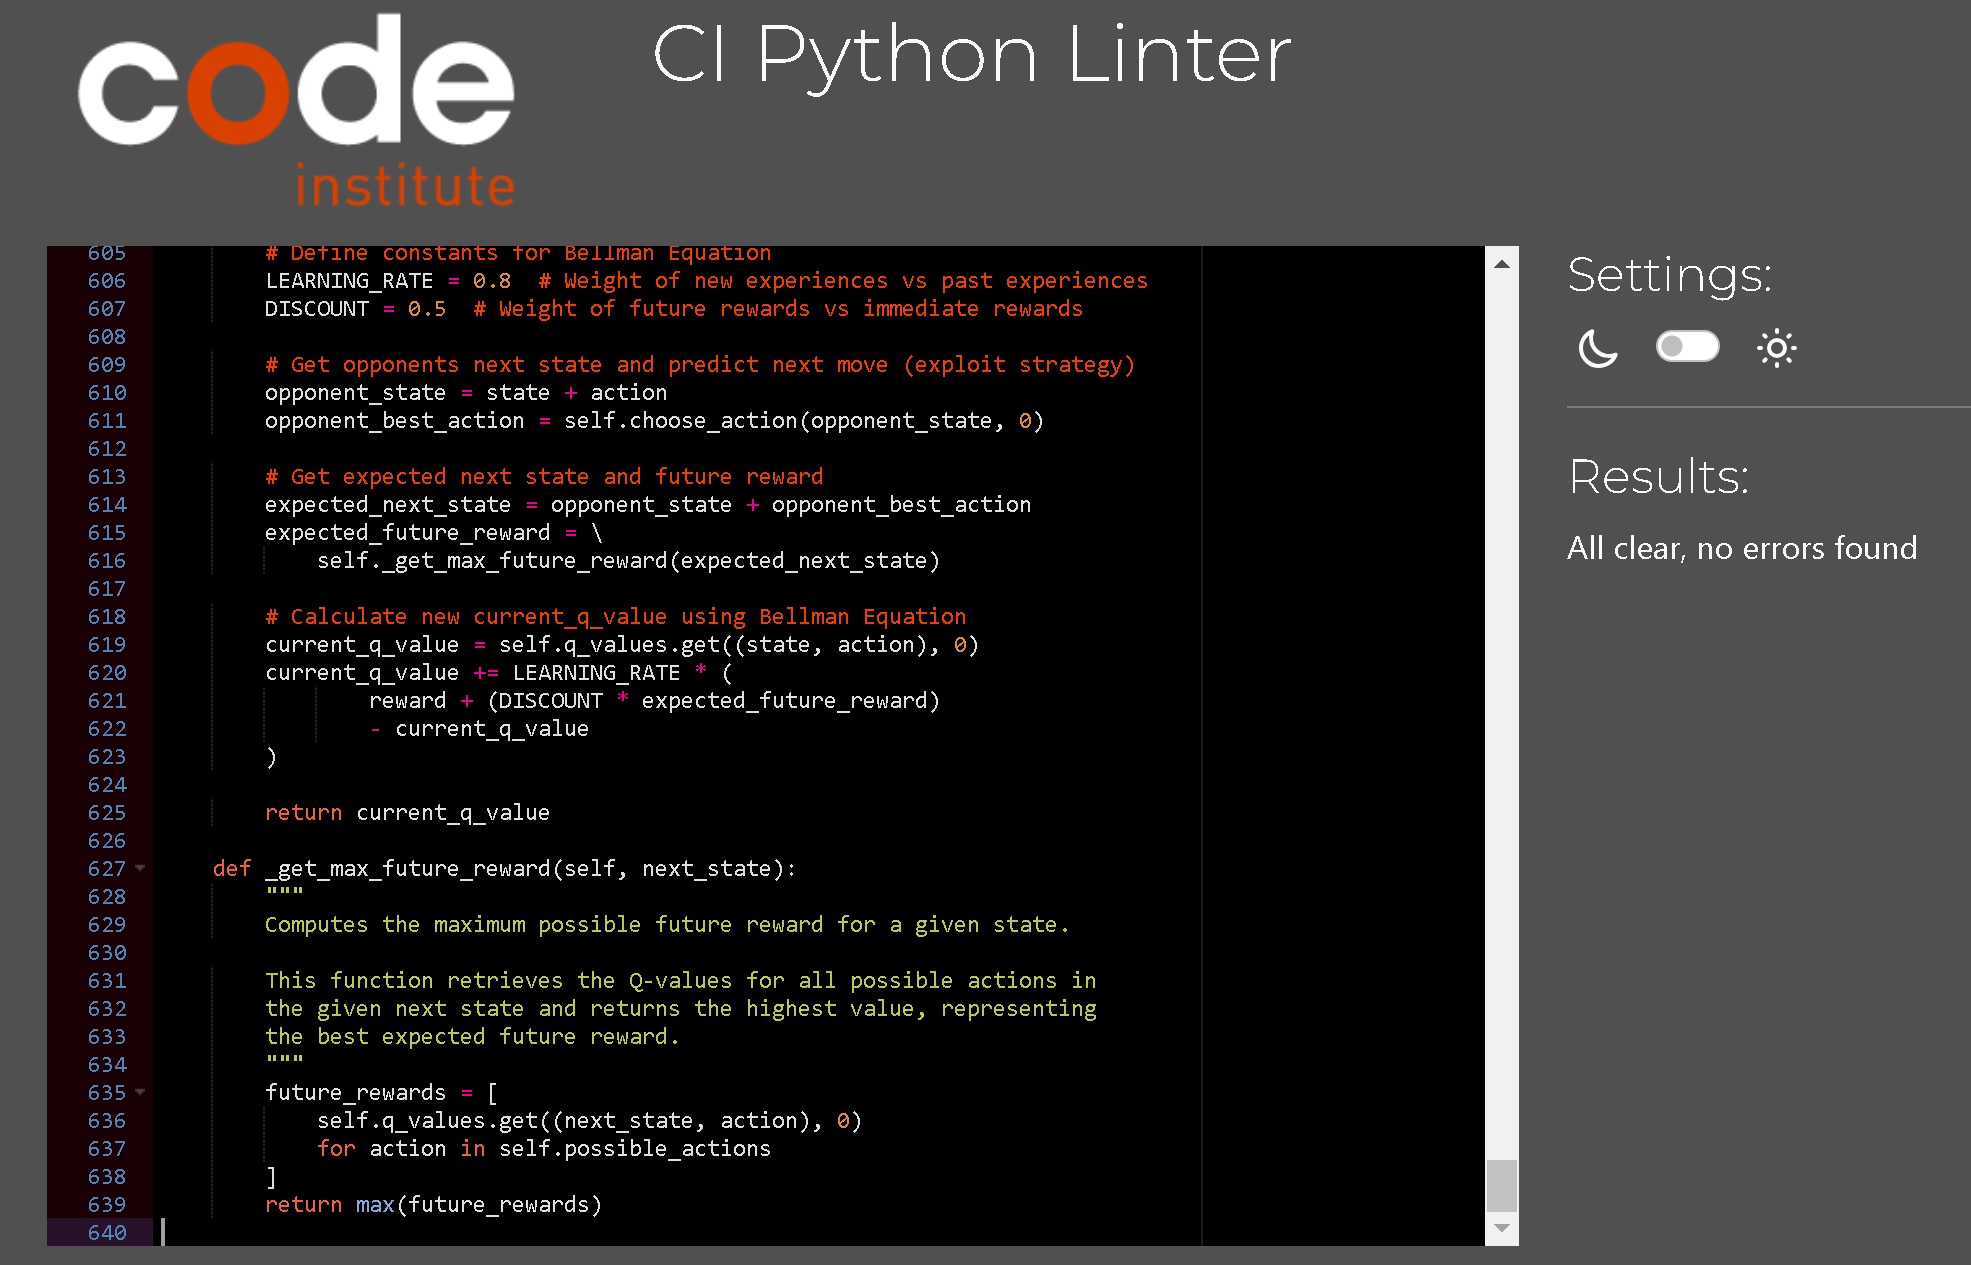 code
institute
CI Python Linter
605 # Define constants for Bellman Equation
606 LEARNING_RATE = 0.8  # Weight of new experiences vs past experiences
607 DISCOUNT = 0.5  # Weight of future rewards vs immediate rewards
608
609 # Get opponents next state and predict next move (exploit strategy)
610 opponent_state = state + action
611 opponent_best_action = self.choose_action(opponent_state, 0)
612
613 # Get expected next state and future reward
614 expected_next_state = opponent_state + opponent_best_action
615 expected_future_reward = \
616 self._get_max_future_reward(expected_next_state)
617
618 # Calculate new current_q_value using Bellman Equation
619 current_q_value = self.q_values.get((state, action), 0)
620 current_q_value += LEARNING_RATE * (
621 reward + (DISCOUNT * expected_future_reward)
622 - current_q_value
623 )
624
625 return current_q_value
626
627 def _get_max_future_reward(self, next_state):
628 """
629 Computes the maximum possible future reward for a given state.
630
631 This function retrieves the Q-values for all possible actions in
632 the given next state and returns the highest value, representing
633 the best expected future reward.
634 """
635 future_rewards = [
636 self.q_values.get((next_state, action), 0)
637 for action in self.possible_actions
638 ]
639 return max(future_rewards)
640
Settings:
Results:
All clear, no errors found